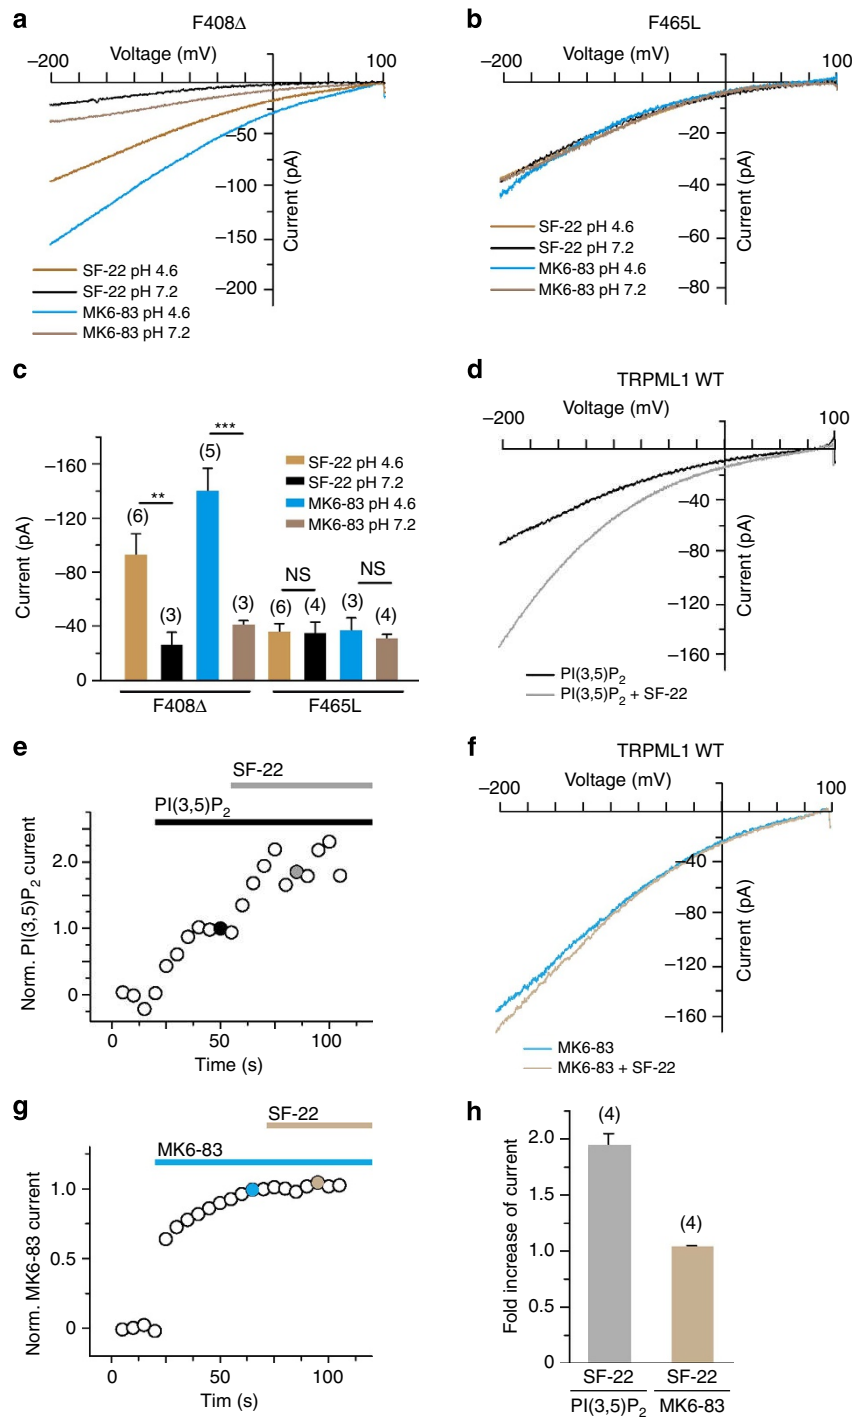 a
F408Δ
Voltage (mV)
–200
100
–50
–100
–150
–200
Current (pA)
SF-22 pH 4.6
SF-22 pH 7.2
MK6-83 pH 4.6
MK6-83 pH 7.2
b
F465L
Voltage (mV)
–200
100
–20
–40
–60
–80
Current (pA)
SF-22 pH 4.6
SF-22 pH 7.2
MK6-83 pH 4.6
MK6-83 pH 7.2
c
Current (pA)
–160
–120
–80
–40
0
(6)
**
(3)
(5)
***
(3)
(6)
NS
(4)
(3)
NS
(4)
SF-22 pH 4.6
SF-22 pH 7.2
MK6-83 pH 4.6
MK6-83 pH 7.2
F408Δ
F465L
d
TRPML1 WT
Voltage (mV)
–200
100
–40
–80
–120
–160
Current (pA)
PI(3,5)P2
PI(3,5)P2 + SF-22
e
SF-22
PI(3,5)P2
Norm. PI(3,5)P2 current
2.0
1.0
0
0
50
100
Time (s)
f
TRPML1 WT
Voltage (mV)
–200
100
–40
–80
–120
–160
Current (pA)
MK6-83
MK6-83 + SF-22
g
SF-22
MK6-83
Norm. MK6-83 current
1.0
0.5
0
0
50
100
Tim (s)
h
Fold increase of current
2.0
1.5
1.0
0.5
0
(4)
(4)
SF-22
SF-22
PI(3,5)P2
MK6-83